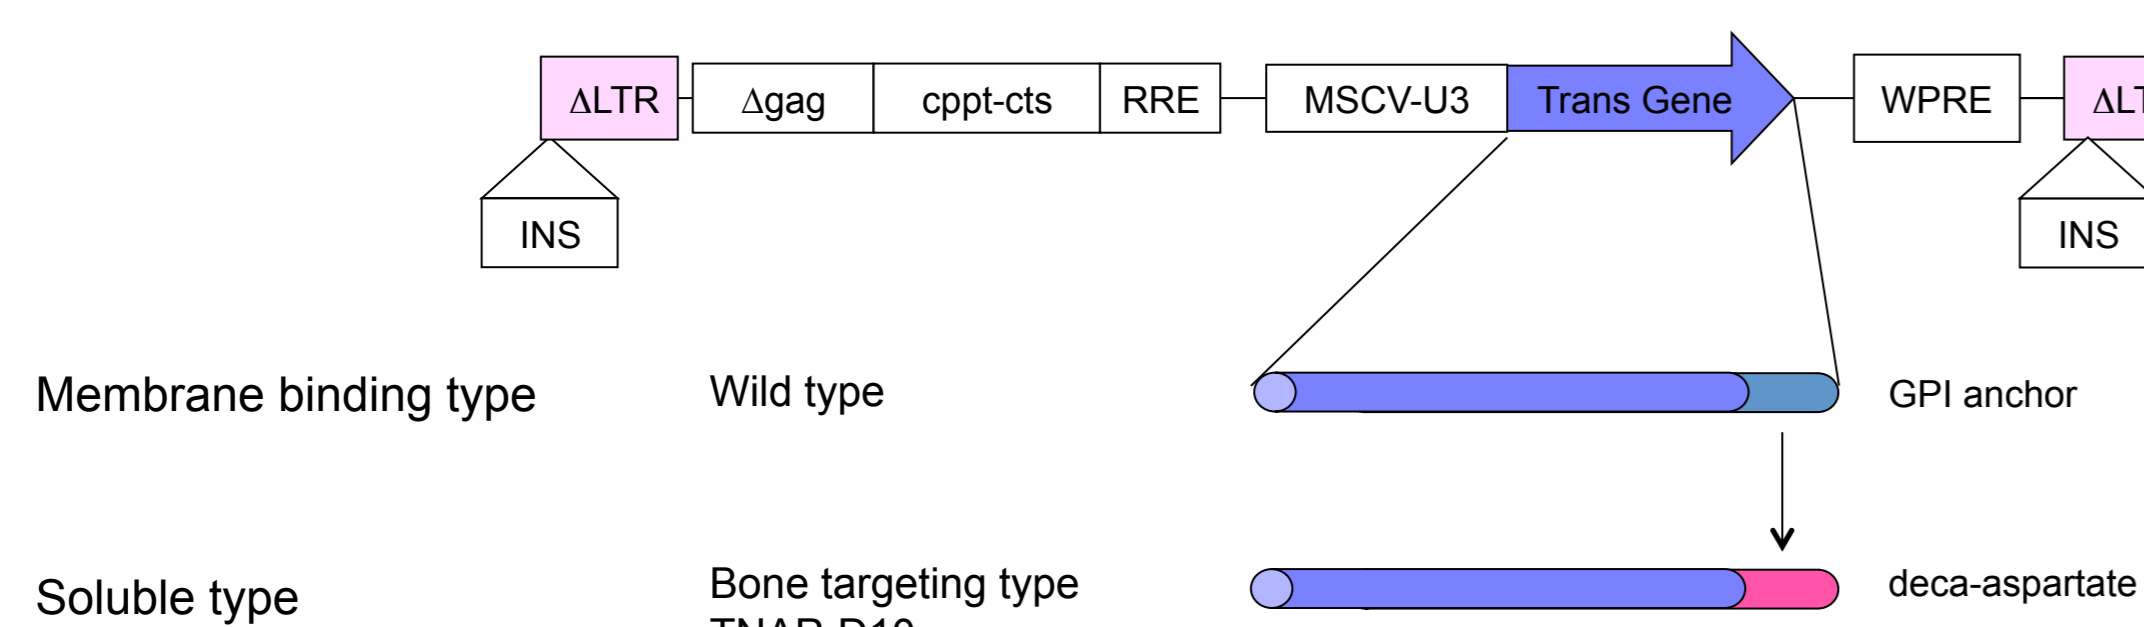 ΔLTR Δgag cppt-cts RRE MSCV-U3 Trans Gene WPRE
INS INS
Membrane binding type Wild type GPI anchor
Soluble type Bone targeting type deca-aspartate